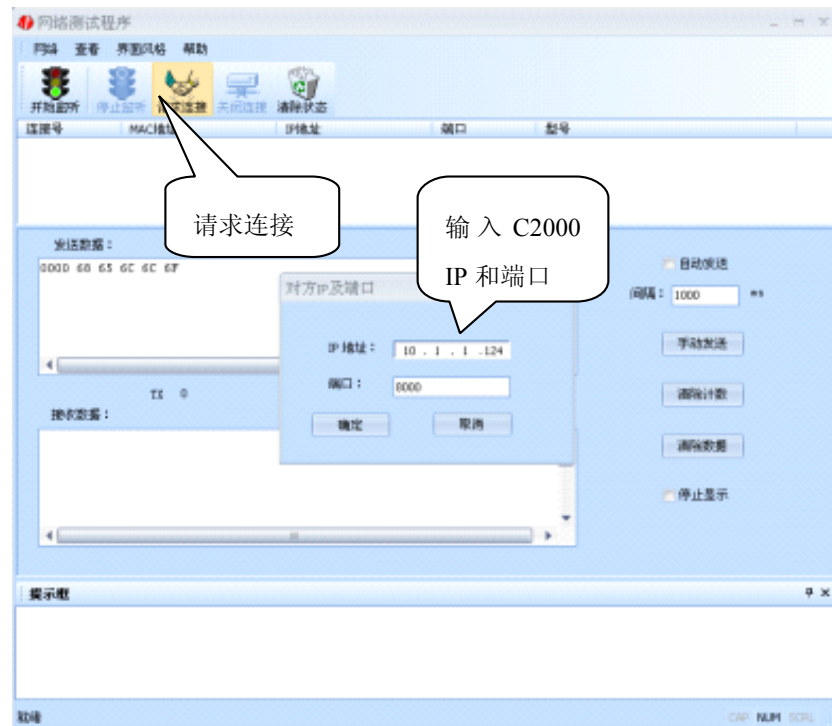 网络测试程序
网络 查看 界面风格 帮助
开始监听 停止监听 请求连接 关闭连接 清除状态
连接号 MAC地址 IP地址 端口 型号
请求连接
输入 C2000
IP 和端口
发送数据：
0000 68 65 6C 6C 6F
自动发送
间隔： 1000 ms
对方IP及端口
IP地址： 10 . 1 . 1 .124
端口： 8000
确定 取消
手动发送
TX 0
清除计数
接收数据：
清除数据
停止显示
提示框
就绪
CAP NUM SCRL